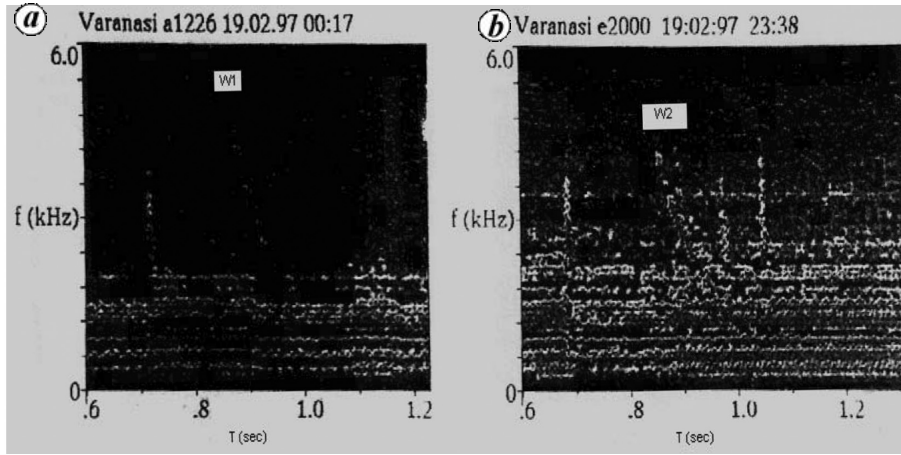 a Varanasi a1226 19.02.97 00:17
6.0
W1
f (kHz)
0
.6 .8 1.0 1.2
T (sec)
b Varanasi e2000 19:02:97 23:38
6.0
W2
f (kHz)
0
.6 .8 1.0 1.2
T (sec)